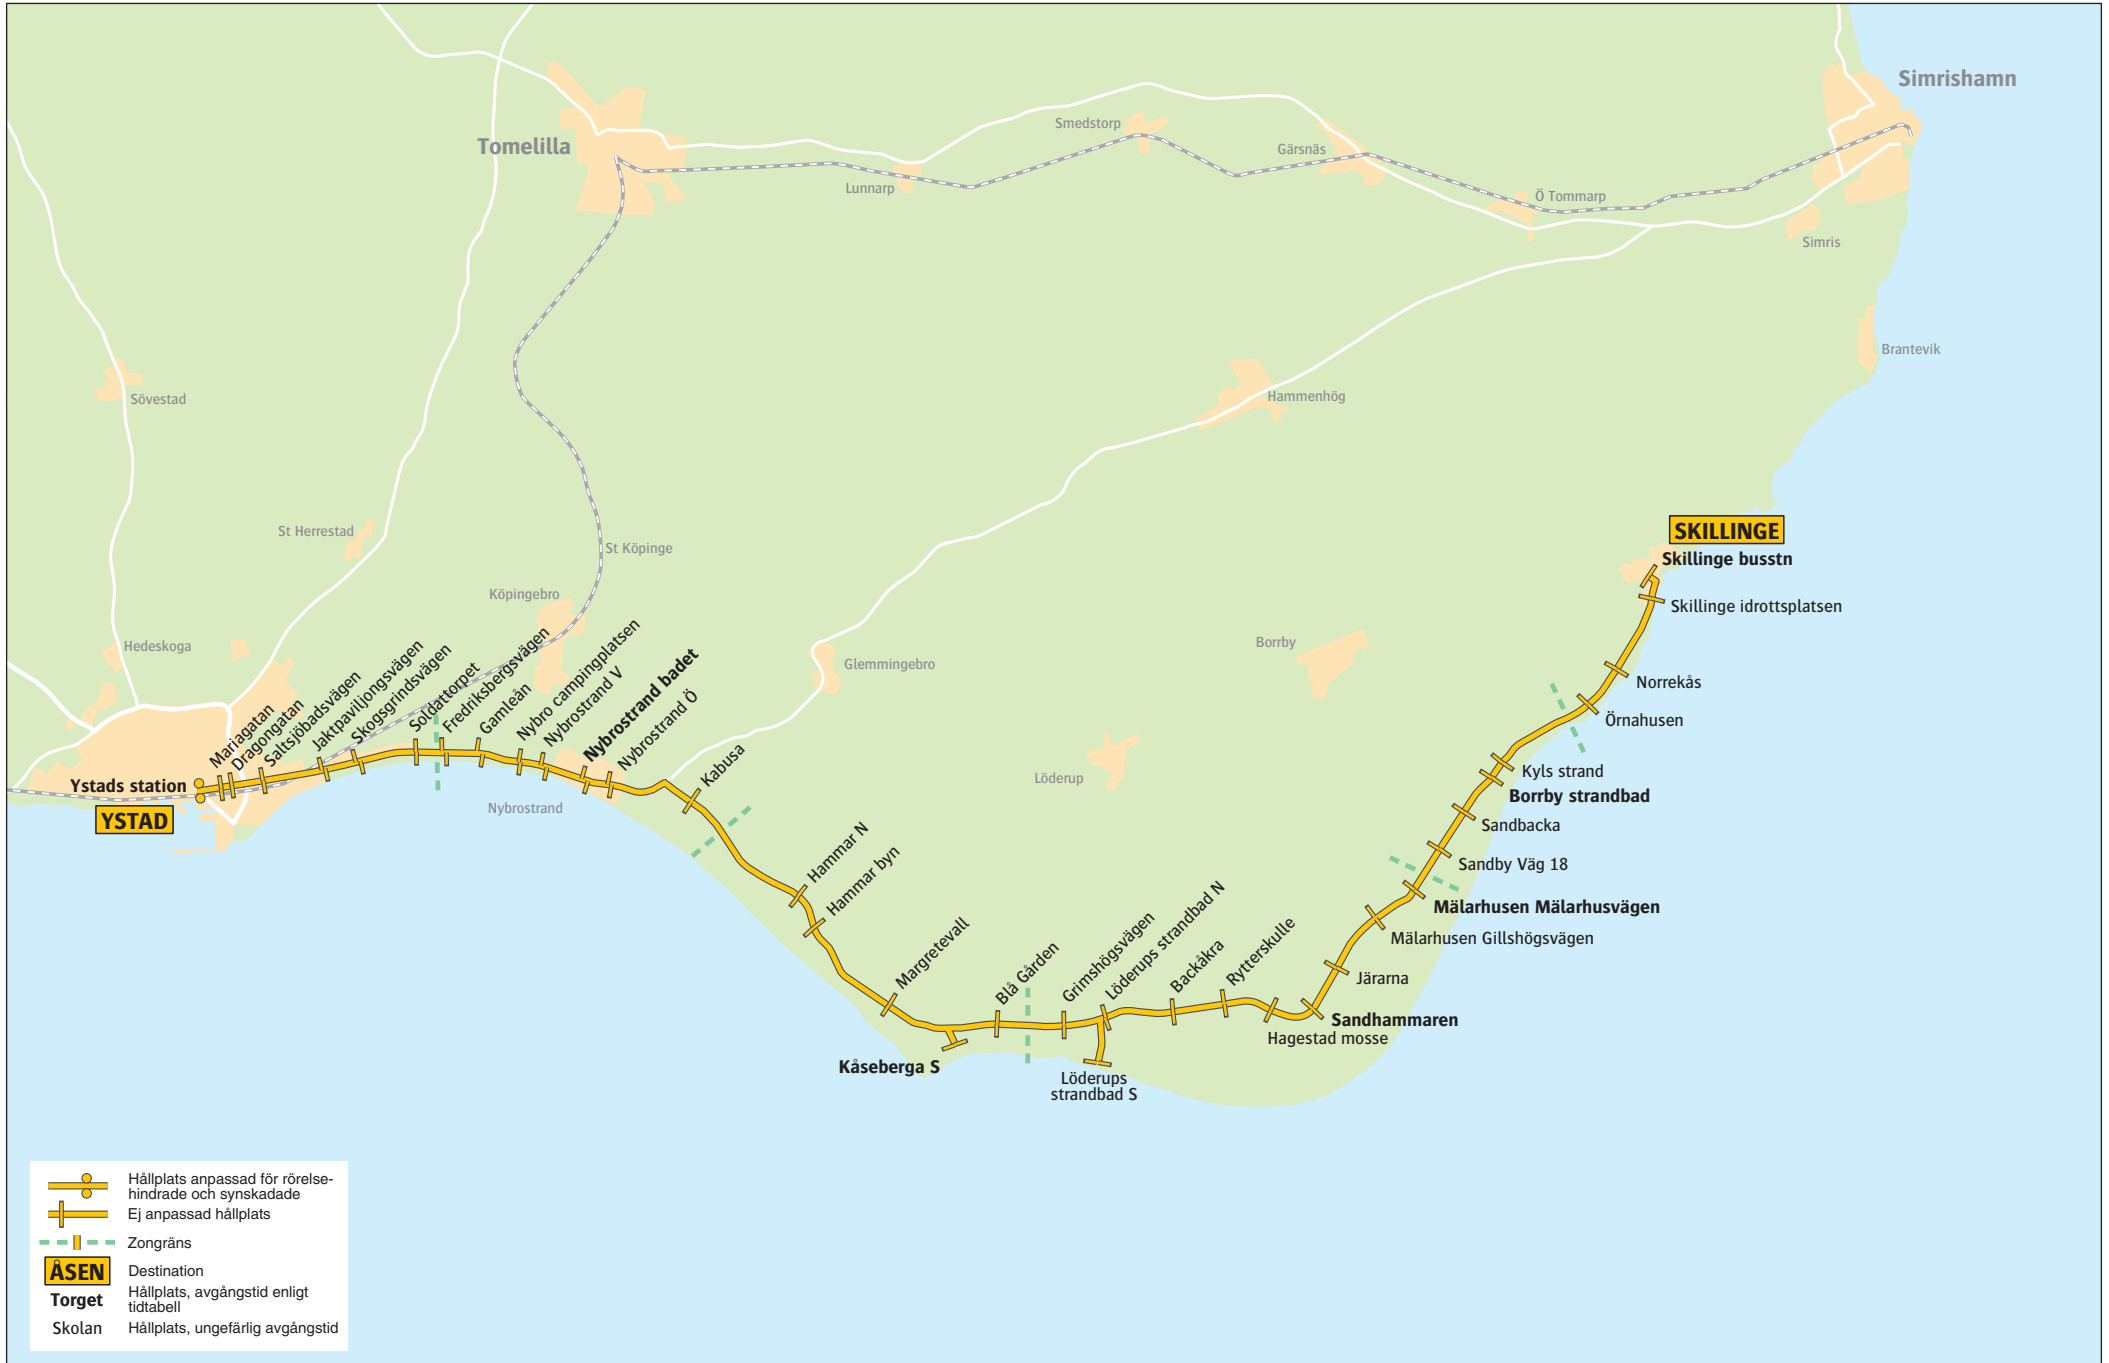 Simrishamn
Tomelilla
Smedstorp
Gärsnäs
Lunnarp
Ö Tommarp
Simris
Brantevik
Sövestad
Hammenhög
St Herrestad
St Köpinge
Köpingebro
Hedeskoga
Glemmingebro
Borrby
Löderup
Nybrostrand
SKILLINGE
Skillinge busstn
Skillinge idrottsplatsen
Norrekås
Örnahusen
Kyls strand
Borrby strandbad
Sandbacka
Sandby Väg 18
Mälarhusen Mälarhusvägen
Mälarhusen Gillshögsvägen
Järarna
Sandhammaren
Hagestad mosse
Rytterskulle
Backåkra
Löderups strandbad N
Löderups
strandbad S
Grimshögsvägen
Blå Gården
Kåseberga S
Margretevall
Hammar byn
Hammar N
Kabusa
Nybrostrand Ö
Nybrostrand badet
Nybrostrand V
Nybro campingplatsen
Gamleån
Fredriksbergsvägen
Soldattorpet
Skogsgrindsvägen
Jaktpaviljongsvägen
Saltsjöbadsvägen
Dragongatan
Mariagatan
Ystads station
YSTAD
Hållplats anpassad för rörelse-
hindrade och synskadade
Ej anpassad hållplats
Zongräns
ÅSEN Destination
Torget Hållplats, avgångstid enligt
tidtabell
Skolan Hållplats, ungefärlig avgångstid